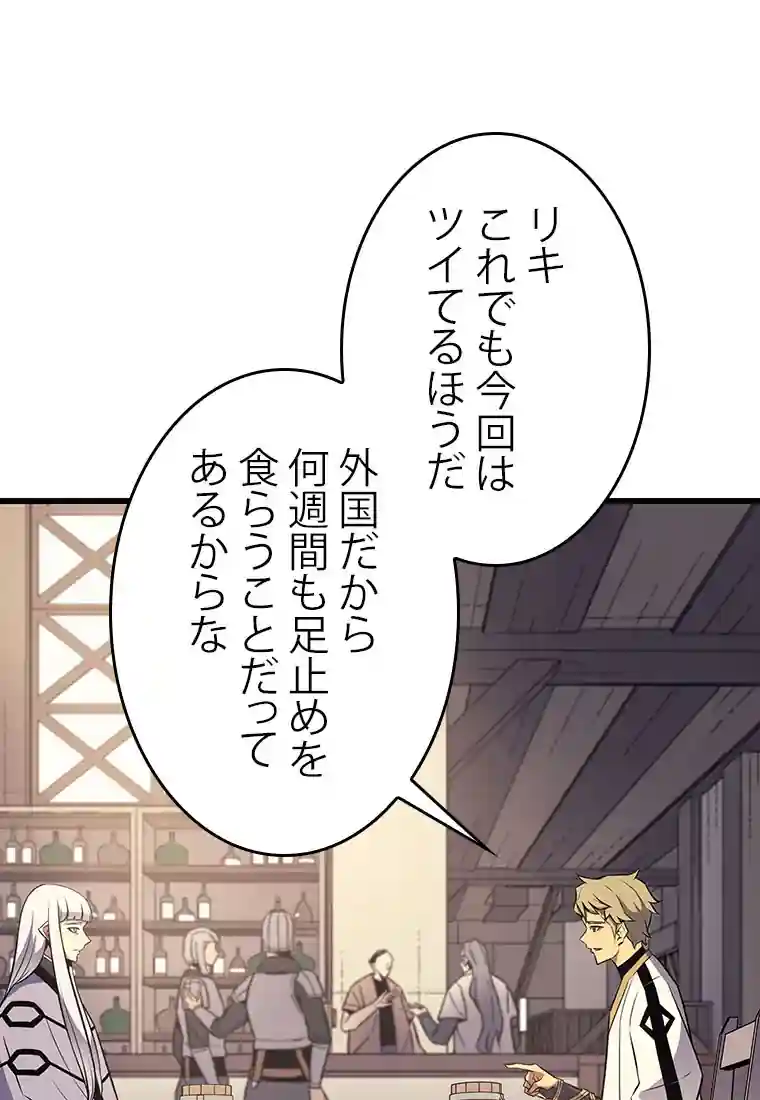 リキ
これでも今回は
ツイてるほうだ
外国だから
何週間も足止めを
食らうことだって
あるからな